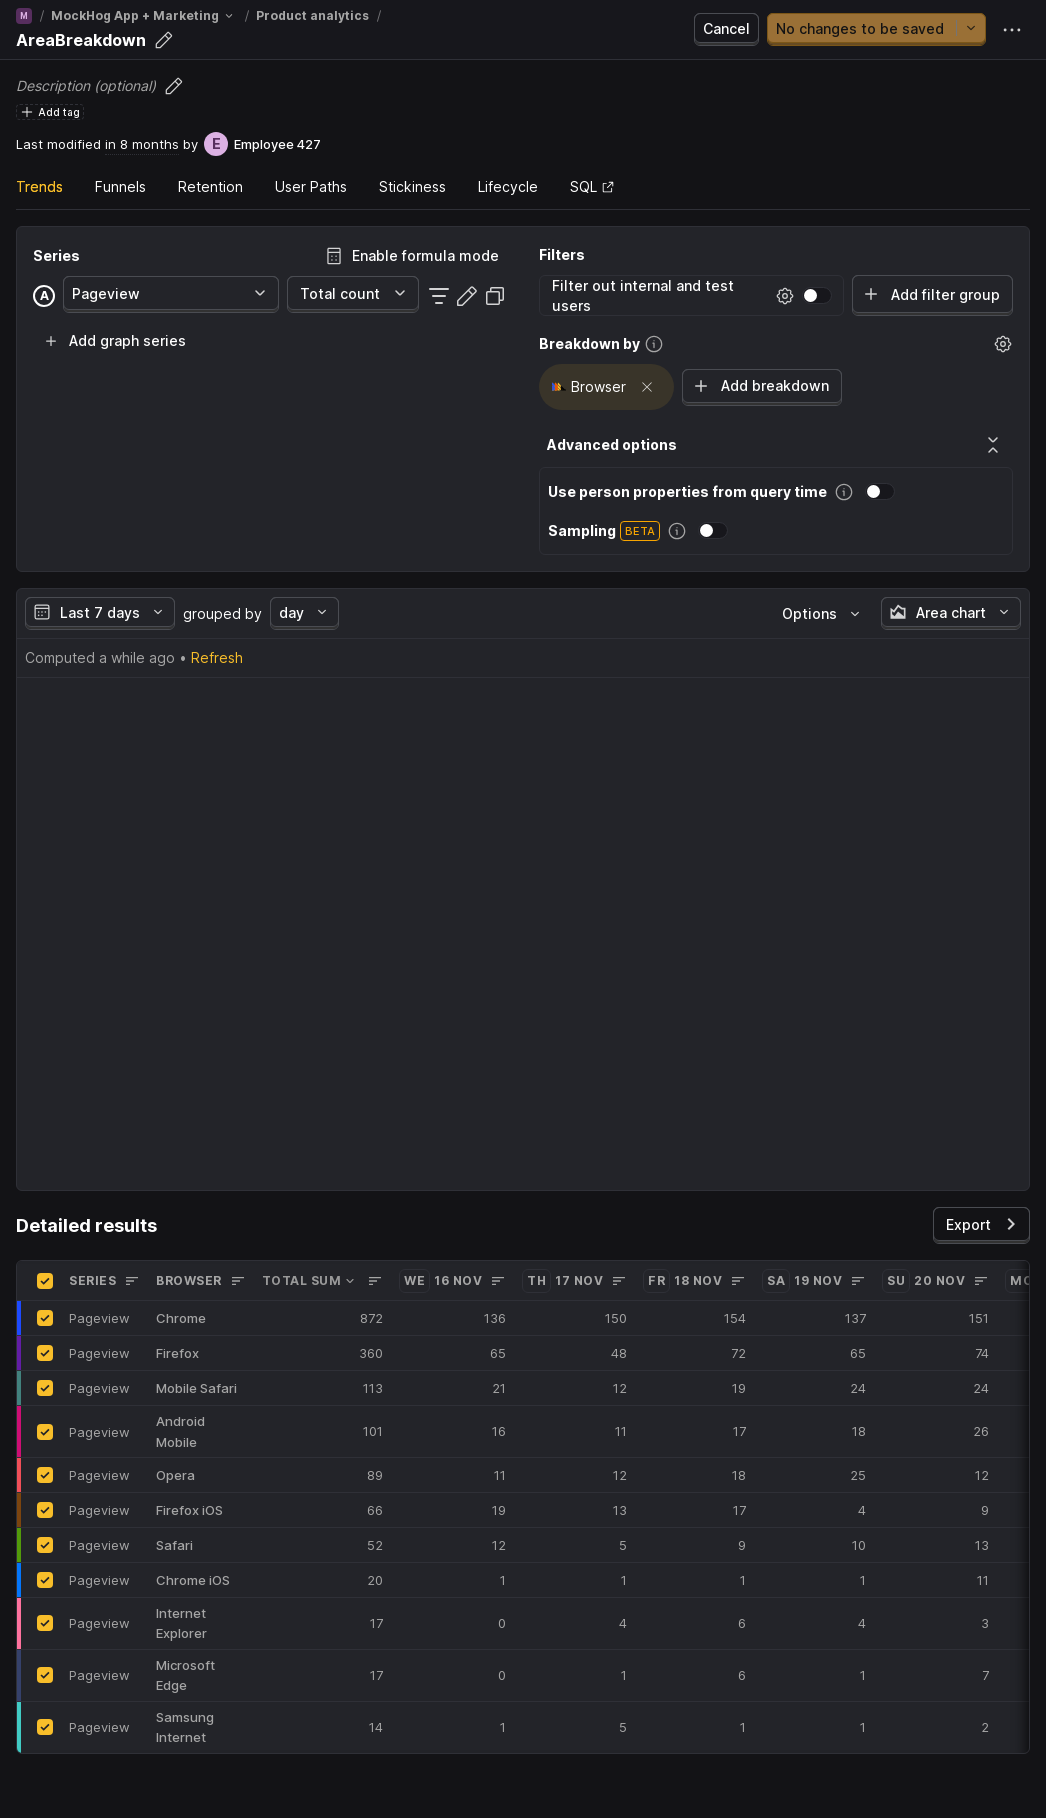 M / MockHog App + Marketing / Product analytics /
AreaBreakdown
Cancel
No changes to be saved
Description (optional)
Add tag
Last modified in 8 months by E Employee 427
Trends Funnels Retention User Paths Stickiness Lifecycle SQL
Series
Enable formula mode
A Pageview Total count
Add graph series
Filters
Filter out internal and test
users
Add filter group
Breakdown by
Browser
Add breakdown
Advanced options
Use person properties from query time
Sampling BETA
Last 7 days grouped by day Options Area chart
Computed a while ago • Refresh
Detailed results
Export
SERIES BROWSER TOTAL SUM WE 16 NOV TH 17 NOV FR 18 NOV SA 19 NOV SU 20 NOV
Pageview Chrome 872 136 150 154 137 151
Pageview Firefox 360 65 48 72 65 74
Pageview Mobile Safari 113 21 12 19 24 24
Pageview Android Mobile 101 16 11 17 18 26
Pageview Opera 89 11 12 18 25 12
Pageview Firefox iOS 66 19 13 17 4 9
Pageview Safari 52 12 5 9 10 13
Pageview Chrome iOS 20 1 1 1 1 11
Pageview Internet Explorer 17 0 4 6 4 3
Pageview Microsoft Edge 17 0 1 6 1 7
Pageview Samsung Internet 14 1 5 1 1 2